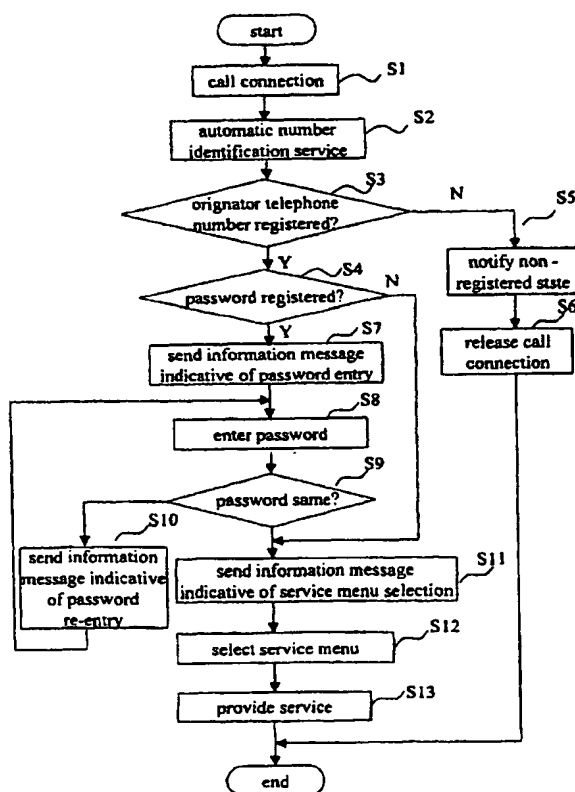 start
call connection
S1
automatic number
identification service
S2
S3
orignator telephone
number registered?
N
S5
Y
S4
N
notify non -
registered stste
password registered?
S6
Y
S7
release call
connection
send information message
indicative of password entry
S8
enter password
S9
password same?
S10
send information
message indicative
of password
re-entry
S11
send information message
indicative of service menu selection
S12
select service menu
S13
provide service
end